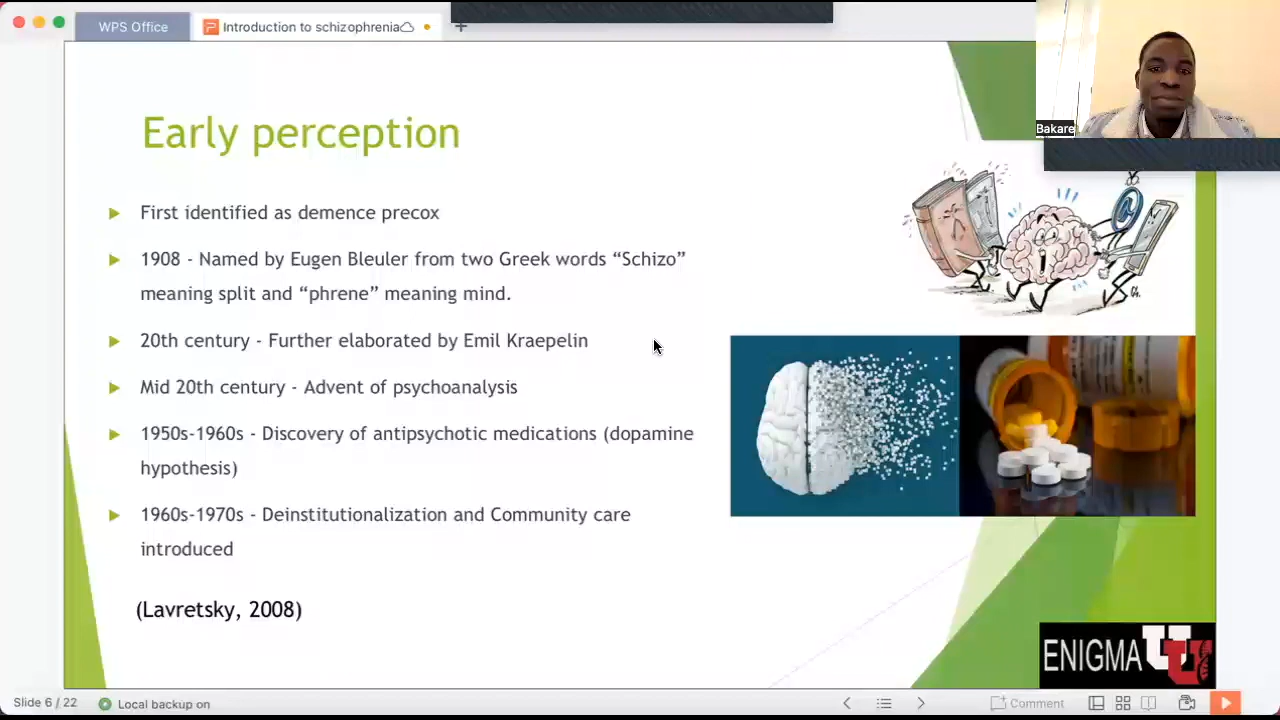 WPS Office
Introduction to schizophrenia
Bakare
Early perception
First identified as demence precox
1908 - Named by Eugen Bleuler from two Greek words “Schizo”
meaning split and “phrene” meaning mind.
20th century - Further elaborated by Emil Kraepelin
Mid 20th century - Advent of psychoanalysis
1950s-1960s - Discovery of antipsychotic medications (dopamine
hypothesis)
1960s-1970s - Deinstitutionalization and Community care
introduced
(Lavretsky, 2008)
ENIGMA
Slide 6 / 22
Local backup on
Comment